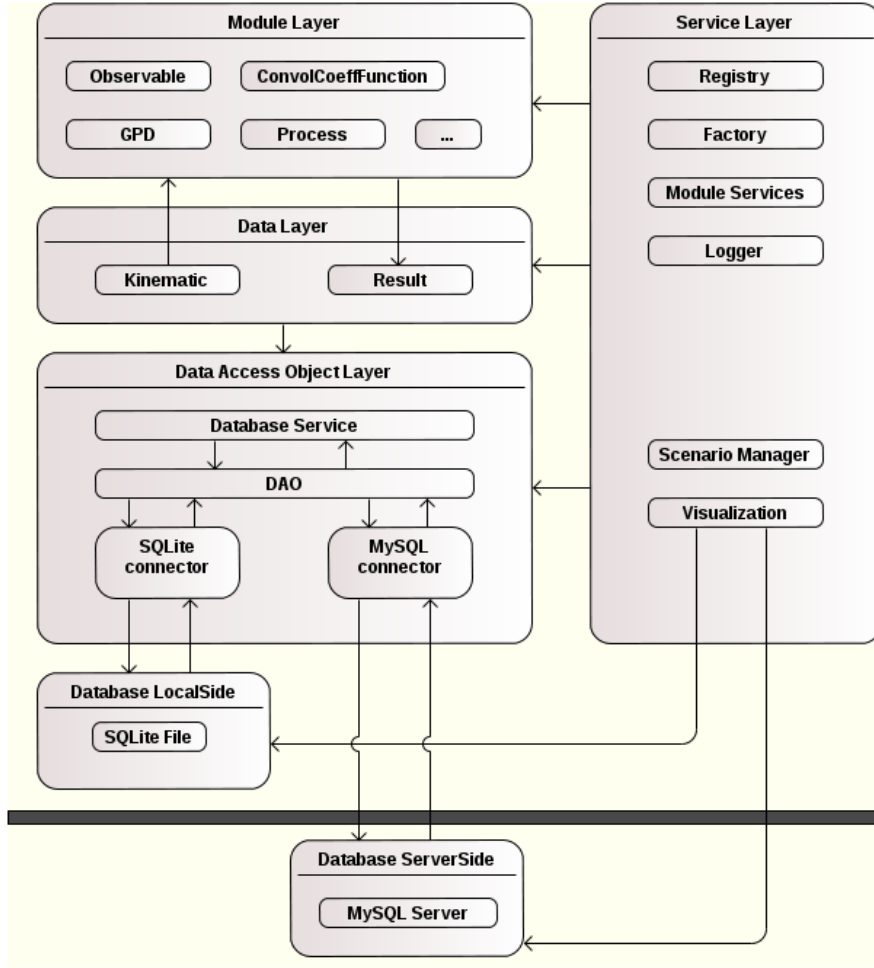 Module Layer
Observable
ConvolCoeffFunction
GPD
Process
...
Data Layer
Kinematic
Result
Data Access Object Layer
Database Service
DAO
SQLite
connector
MySQL
connector
Database LocalSide
SQLite File
Database ServerSide
MySQL Server
Service Layer
Registry
Factory
Module Services
Logger
Scenario Manager
Visualization